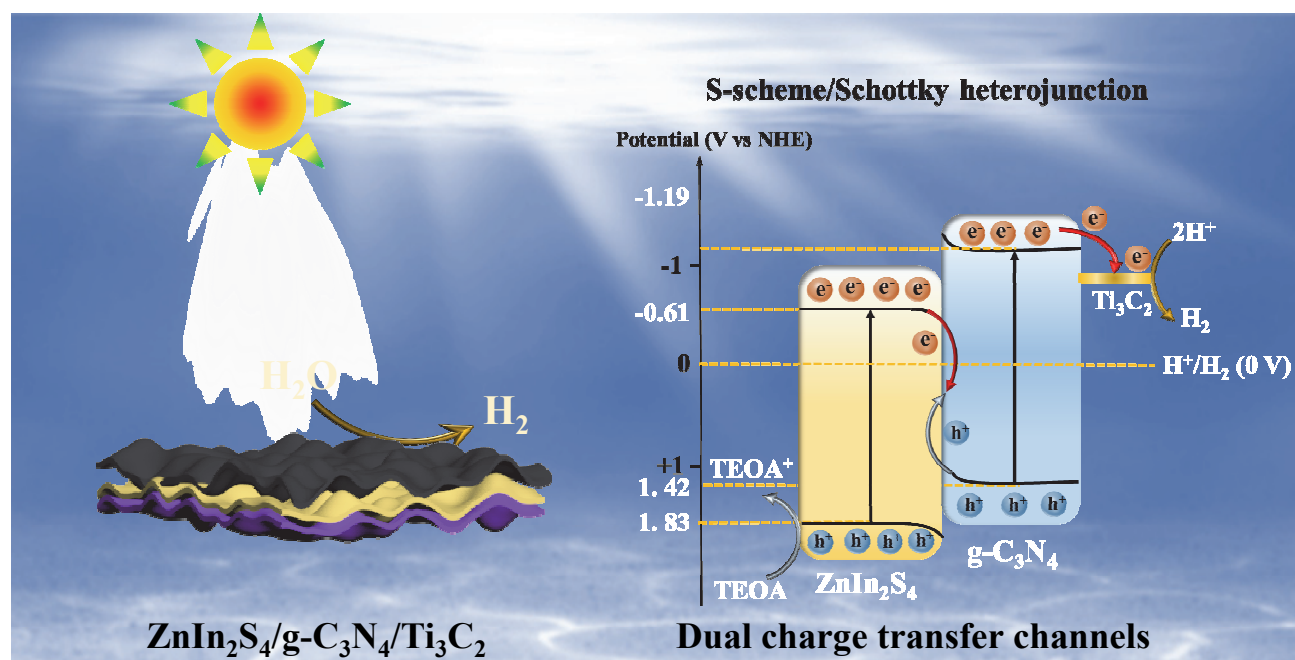 S-scheme/Schottky heterojunction
Potential (V vs NHE)
-1.19
-1
-0.61
0
+1
1. 42
1. 83
e⁻ e⁻ e⁻
e⁻
e⁻
2H⁺
Ti₃C₂
H₂
e⁻ e⁻ e⁻ e⁻
e⁻
H⁺/H₂ (0 V)
h⁺
TEOA⁺
h⁺ h⁺ h⁺
h⁺ h⁺ h⁺ h⁺
g-C₃N₄
TEOA
ZnIn₂S₄
H₂O
H₂
ZnIn₂S₄/g-C₃N₄/Ti₃C₂
Dual charge transfer channels